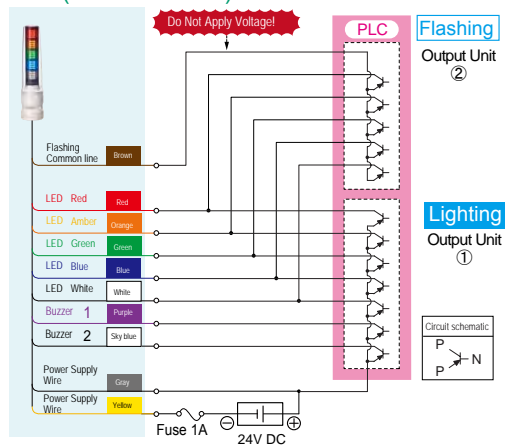 Do Not Apply Voltage!
PLC
Flashing
Output Unit
②
Flashing
Common line
Brown
LED Red
Red
LED Amber
Orange
LED Green
Green
LED Blue
Blue
LED White
White
Buzzer 1
Purple
Buzzer 2
Sky blue
Lighting
Output Unit
①
Circuit schematic
P
N
P
Power Supply
Wire
Gray
Power Supply
Wire
Yellow
Fuse 1A
24V DC